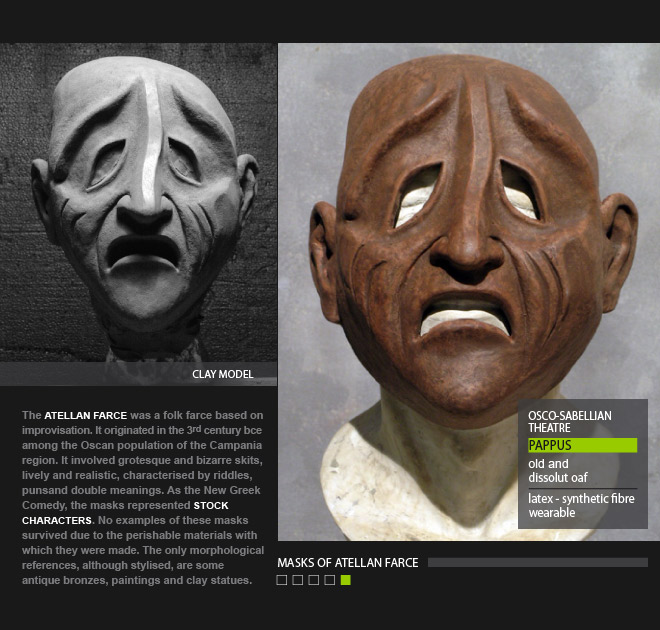 CLAY MODEL
The ATELLAN FARCE was a folk farce based on
improvisation. It originated in the 3rd century bce
among the Oscan population of the Campania
region. It involved grotesque and bizarre skits,
lively and realistic, characterised by riddles,
punsand double meanings. As the New Greek
Comedy, the masks represented STOCK
CHARACTERS. No examples of these masks
survived due to the perishable materials with
which they were made. The only morphological
references, although stylised, are some
antique bronzes, paintings and clay statues.
OSCO-SABELLIAN
THEATRE
PAPPUS
old and
dissolut oaf
latex - synthetic fibre
wearable
MASKS OF ATELLAN FARCE